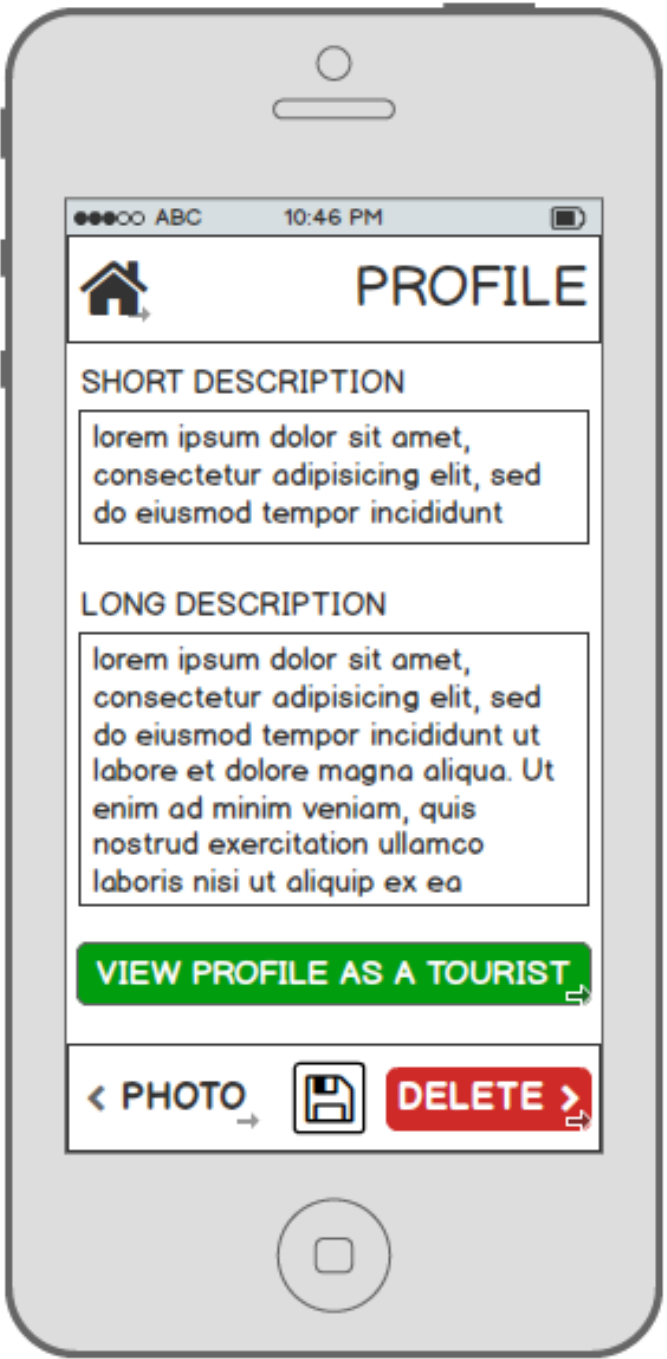 ABC 10:46 PM
PROFILE
SHORT DESCRIPTION
lorem ipsum dolor sit amet,
consectetur adipisicing elit, sed
do eiusmod tempor incididunt
LONG DESCRIPTION
lorem ipsum dolor sit amet,
consectetur adipisicing elit, sed
do eiusmod tempor incididunt ut
labore et dolore magna aliqua. Ut
enim ad minim veniam, quis
nostrud exercitation ullamco
laboris nisi ut aliquip ex ea
VIEW PROFILE AS A TOURIST
< PHOTO DELETE >